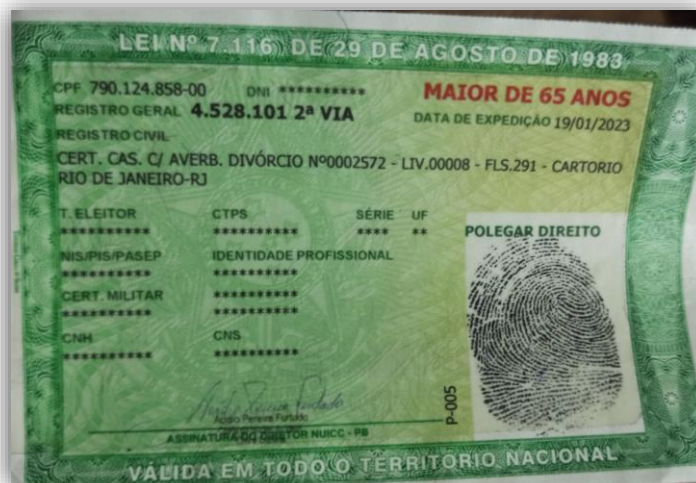 LEI Nº 7.116 DE 29 DE AGOSTO DE 1983
CPF 790.124.858-00 DNI **********
MAIOR DE 65 ANOS
REGISTRO GERAL 4.528.101 2ª VIA
DATA DE EXPEDIÇÃO 19/01/2023
REGISTRO CIVIL
CERT. CAS. C/ AVERB. DIVÓRCIO Nº0002572 - LIV.00008 - FLS.291 - CARTORIO
RIO DE JANEIRO-RJ
T. ELEITOR CTPS SÉRIE UF
********** ********** **** **
POLEGAR DIREITO
NIS/PIS/PASEP IDENTIDADE PROFISSIONAL
********** **********
**********
CERT. MILITAR
********** **********
CNH CNS
********** **********
P-005
Pereira Furtado
ASSINATURA DO DIRETOR NUICC - PB
VÁLIDA EM TODO O TERRITÓRIO NACIONAL